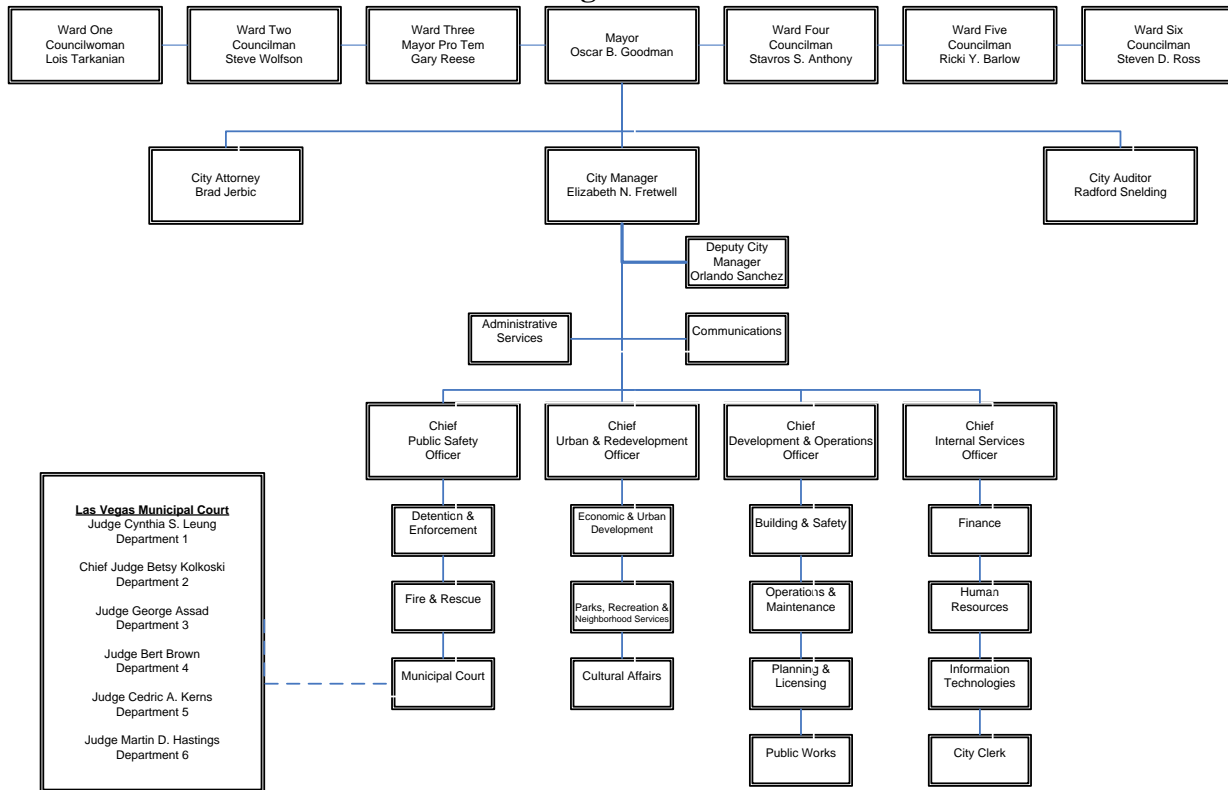 Ward One
Councilwoman
Lois Tarkanian
Ward Two
Councilman
Steve Wolfson
Ward Three
Mayor Pro Tem
Gary Reese
Mayor
Oscar B. Goodman
Ward Four
Councilman
Stavros S. Anthony
Ward Five
Councilman
Ricki Y. Barlow
Ward Six
Councilman
Steven D. Ross
City Attorney
Brad Jerbic
City Manager
Elizabeth N. Fretwell
City Auditor
Radford Snelding
Deputy City
Manager
Orlando Sanchez
Administrative
Services
Communications
Chief
Public Safety
Officer
Chief
Urban & Redevelopment
Officer
Chief
Development & Operations
Officer
Chief
Internal Services
Officer
Detention &
Enforcement
Economic & Urban
Development
Building & Safety
Finance
Fire & Rescue
Parks, Recreation &
Neighborhood Services
Operations &
Maintenance
Human
Resources
Municipal Court
Cultural Affairs
Planning &
Licensing
Information
Technologies
Public Works
City Clerk
Las Vegas Municipal Court
Judge Cynthia S. Leung
Department 1
Chief Judge Betsy Kolkoski
Department 2
Judge George Assad
Department 3
Judge Bert Brown
Department 4
Judge Cedric A. Kerns
Department 5
Judge Martin D. Hastings
Department 6